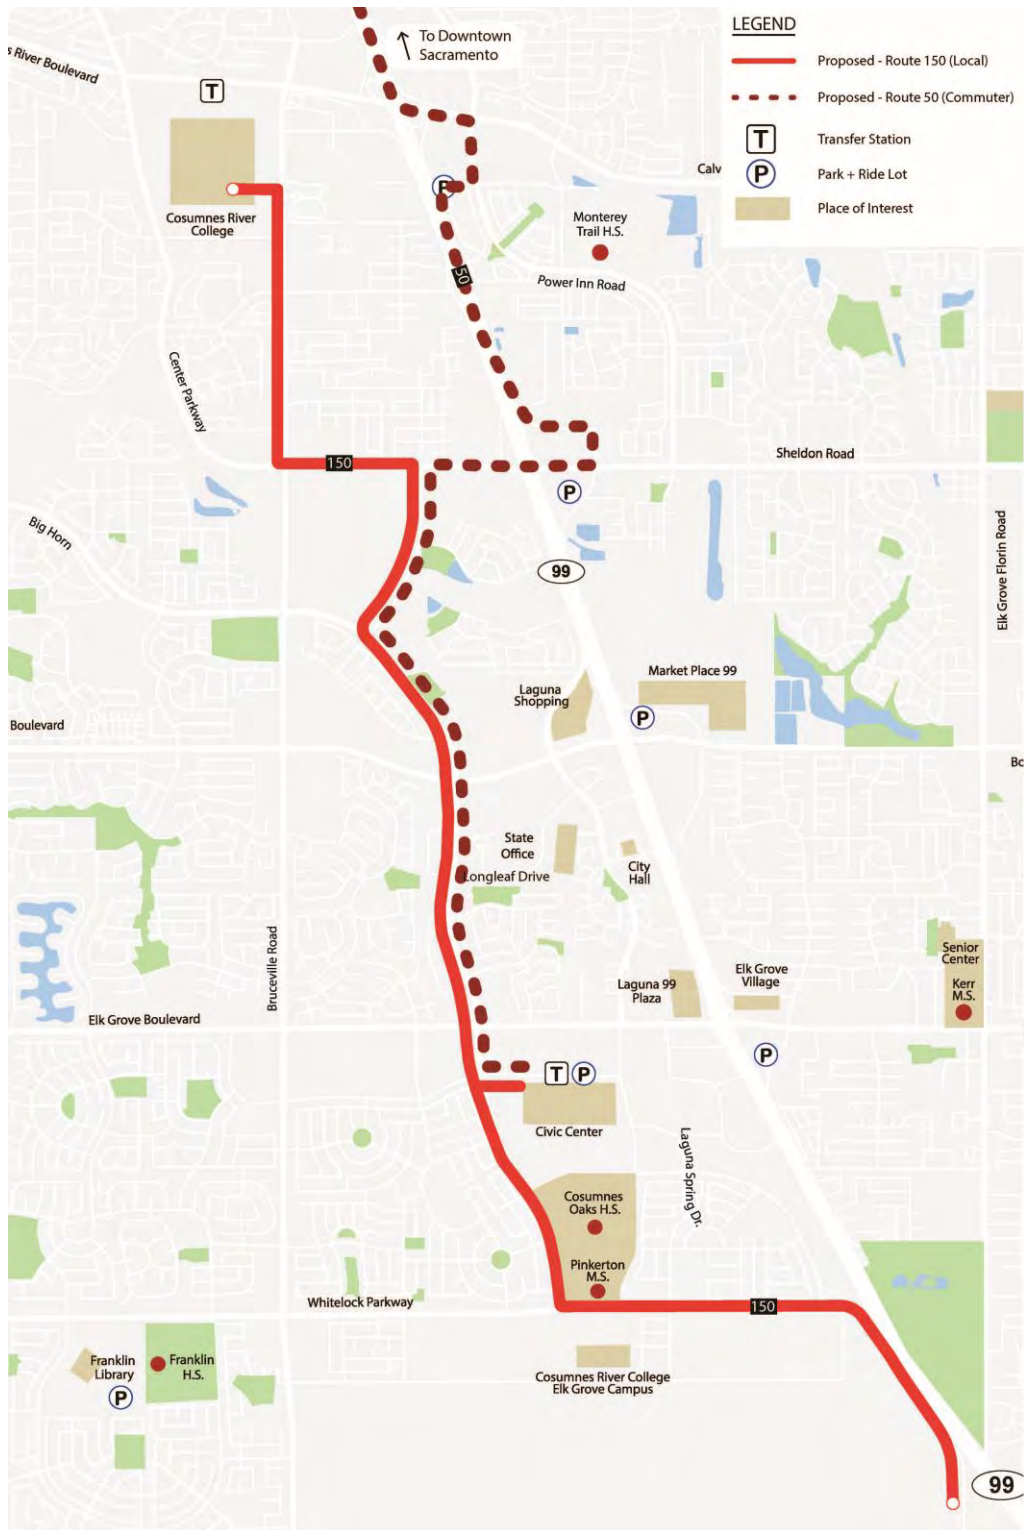 To Downtown
Sacramento
LEGEND
Proposed - Route 150 (Local)
Proposed - Route 50 (Commuter)
T
Transfer Station
P
Park + Ride Lot
Place of Interest
s River Boulevard
T
Calv
P
Cosumnes River
College
Monterey
Trail H.S.
50
Power Inn Road
Center Parkway
150
Sheldon Road
P
Big Horn
99
Elk Grove Florin Road
Market Place 99
Laguna
Shopping
P
Boulevard
Bc
State
Office
City
Hall
Longleaf Drive
Bruceville Road
Senior
Center
Elk Grove
Village
Laguna 99
Plaza
Kerr
M.S.
Elk Grove Boulevard
P
T
P
Civic Center
Laguna Spring Dr.
Cosumnes
Oaks H.S.
Pinkerton
M.S.
Whitelock Parkway
150
Franklin
Library
Franklin
H.S.
P
Cosumnes River College
Elk Grove Campus
99